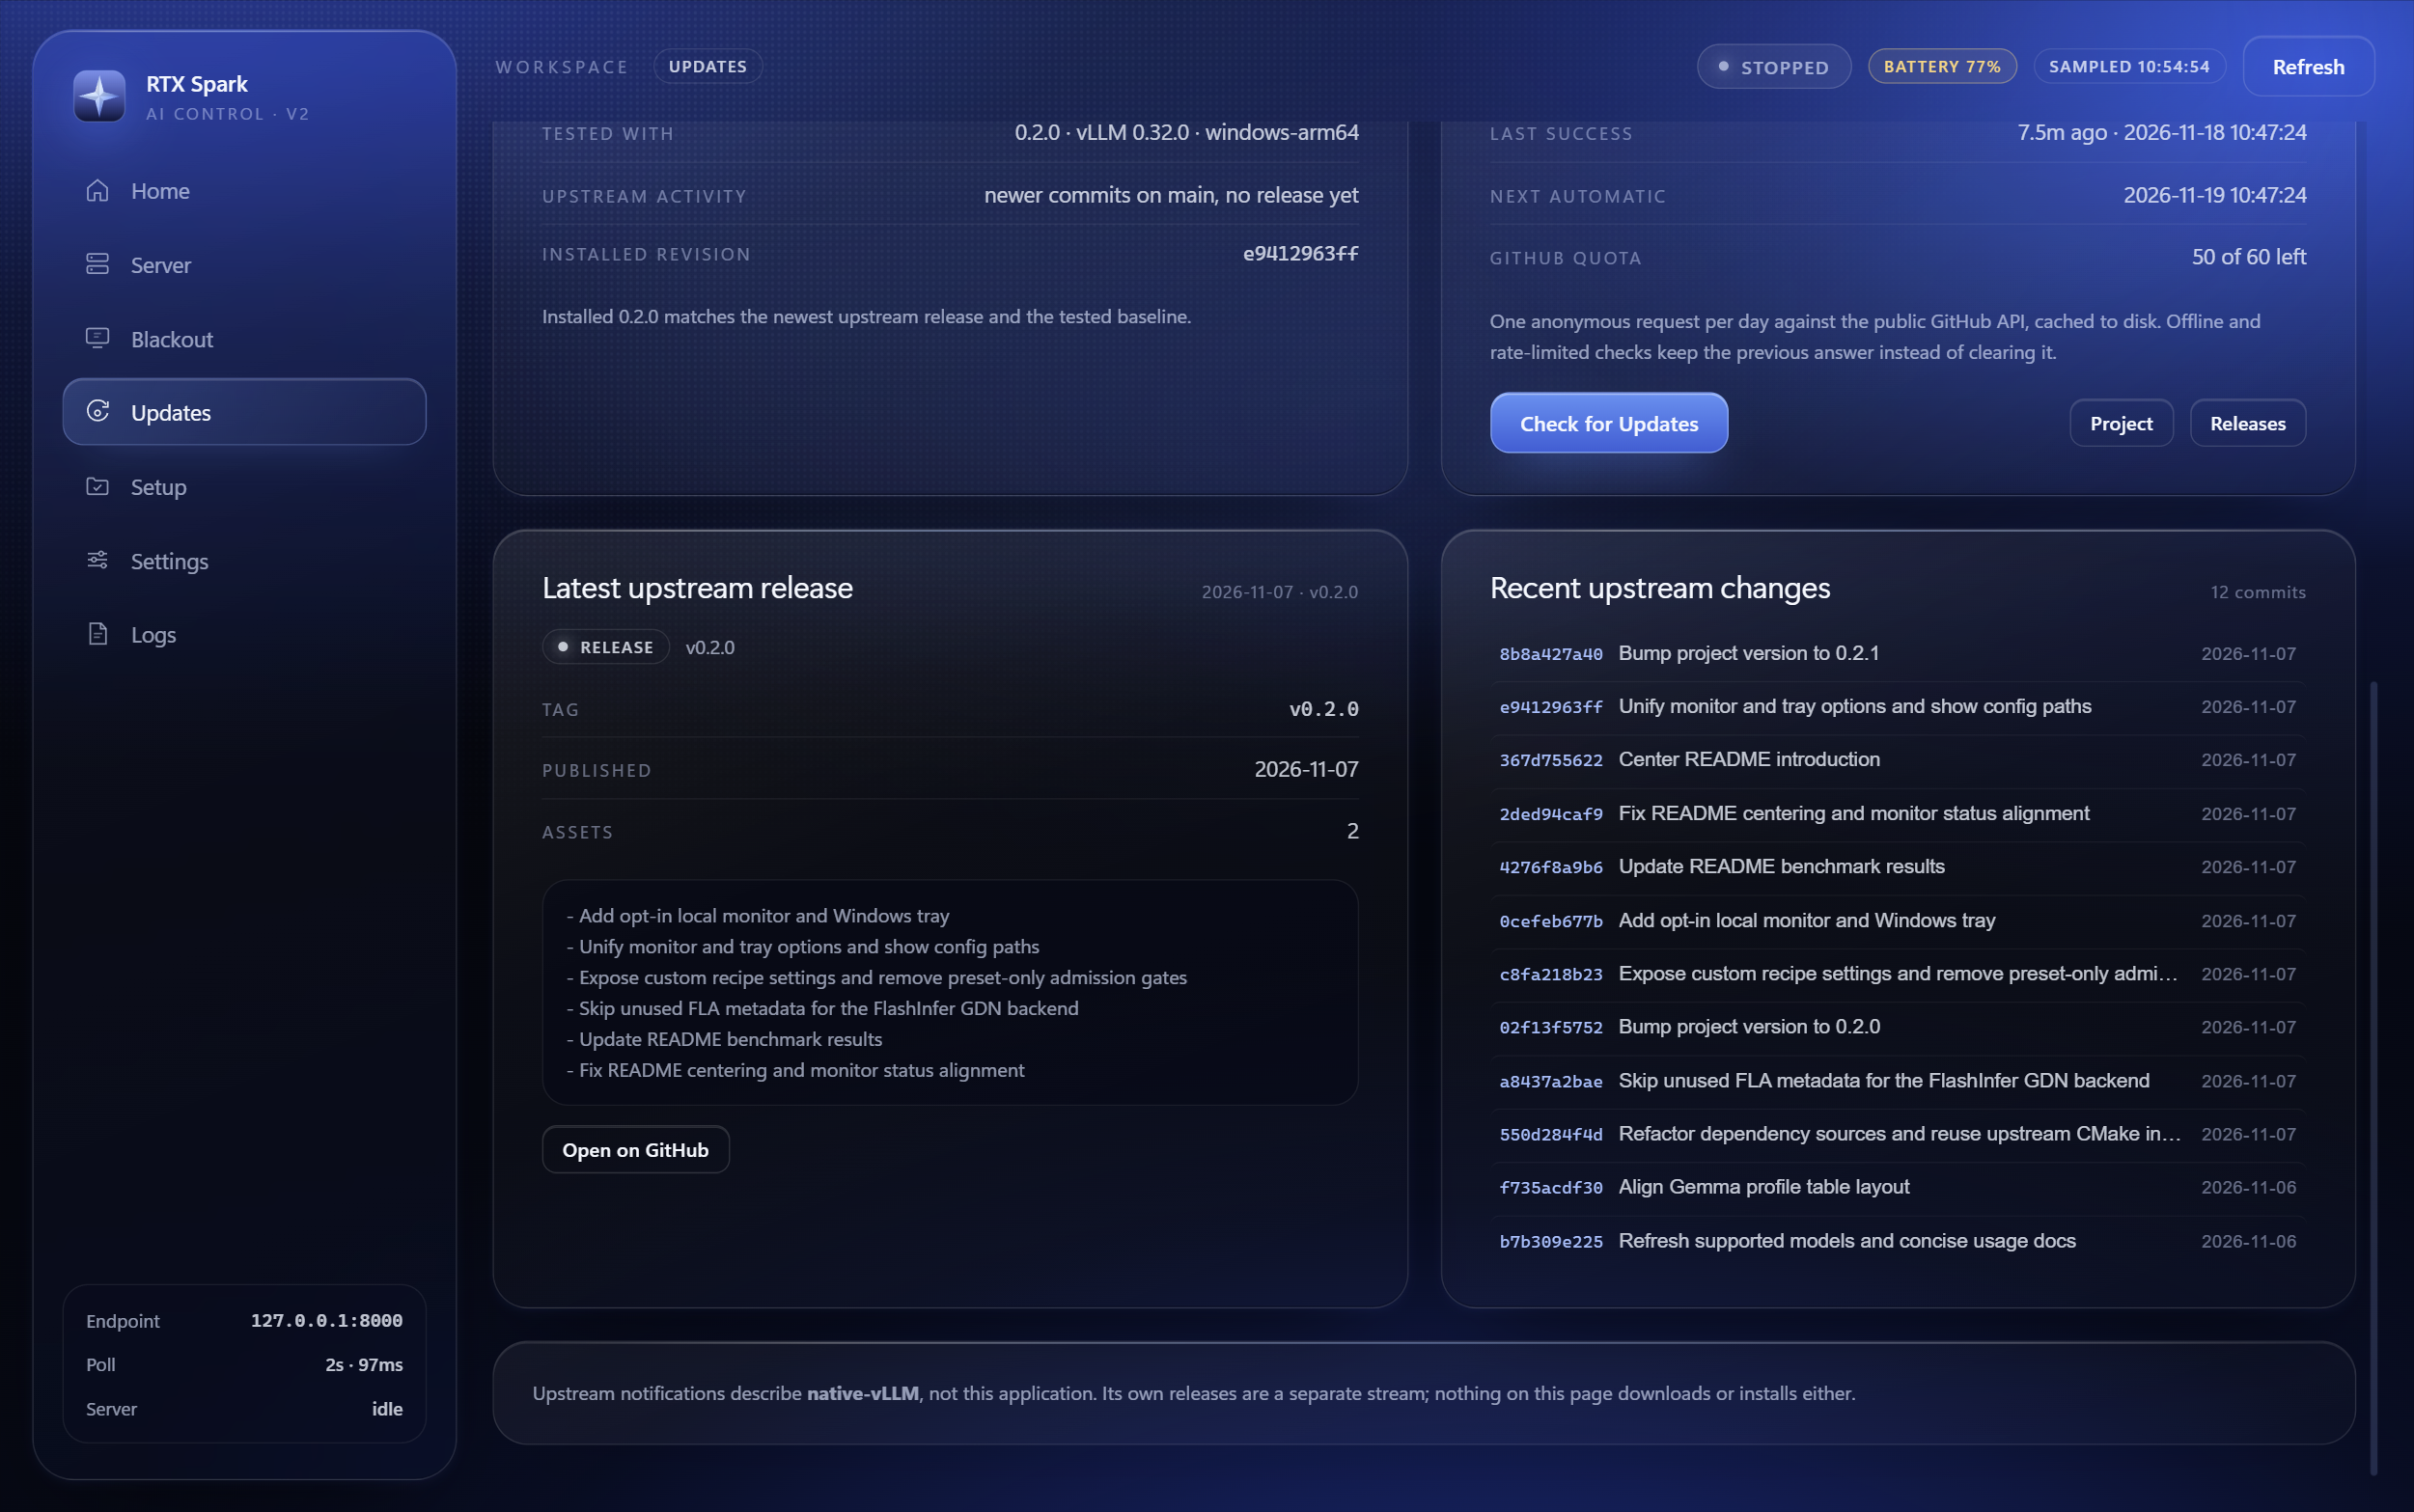 RTX Spark
AI CONTROL · V2
Home
Server
Blackout
Updates
Setup
Settings
Logs
Endpoint 127.0.0.1:8000
Poll 2s · 97ms
Server idle
WORKSPACE UPDATES
STOPPED BATTERY 77% SAMPLED 10:54:54 Refresh
TESTED WITH 0.2.0 · vLLM 0.32.0 · windows-arm64
UPSTREAM ACTIVITY newer commits on main, no release yet
INSTALLED REVISION e9412963ff
Installed 0.2.0 matches the newest upstream release and the tested baseline.
LAST SUCCESS 7.5m ago · 2026-11-18 10:47:24
NEXT AUTOMATIC 2026-11-19 10:47:24
GITHUB QUOTA 50 of 60 left
One anonymous request per day against the public GitHub API, cached to disk. Offline and
rate-limited checks keep the previous answer instead of clearing it.
Check for Updates Project Releases
Latest upstream release 2026-11-07 · v0.2.0
RELEASE v0.2.0
TAG v0.2.0
PUBLISHED 2026-11-07
ASSETS 2
- Add opt-in local monitor and Windows tray
- Unify monitor and tray options and show config paths
- Expose custom recipe settings and remove preset-only admission gates
- Skip unused FLA metadata for the FlashInfer GDN backend
- Update README benchmark results
- Fix README centering and monitor status alignment
Open on GitHub
Recent upstream changes 12 commits
8b8a427a40 Bump project version to 0.2.1 2026-11-07
e9412963ff Unify monitor and tray options and show config paths 2026-11-07
367d755622 Center README introduction 2026-11-07
2ded94caf9 Fix README centering and monitor status alignment 2026-11-07
4276f8a9b6 Update README benchmark results 2026-11-07
0cefeb677b Add opt-in local monitor and Windows tray 2026-11-07
c8fa218b23 Expose custom recipe settings and remove preset-only admi... 2026-11-07
02f13f5752 Bump project version to 0.2.0 2026-11-07
a8437a2bae Skip unused FLA metadata for the FlashInfer GDN backend 2026-11-07
550d284f4d Refactor dependency sources and reuse upstream CMake in... 2026-11-07
f735acdf30 Align Gemma profile table layout 2026-11-06
b7b309e225 Refresh supported models and concise usage docs 2026-11-06
Upstream notifications describe native-vLLM, not this application. Its own releases are a separate stream; nothing on this page downloads or installs either.